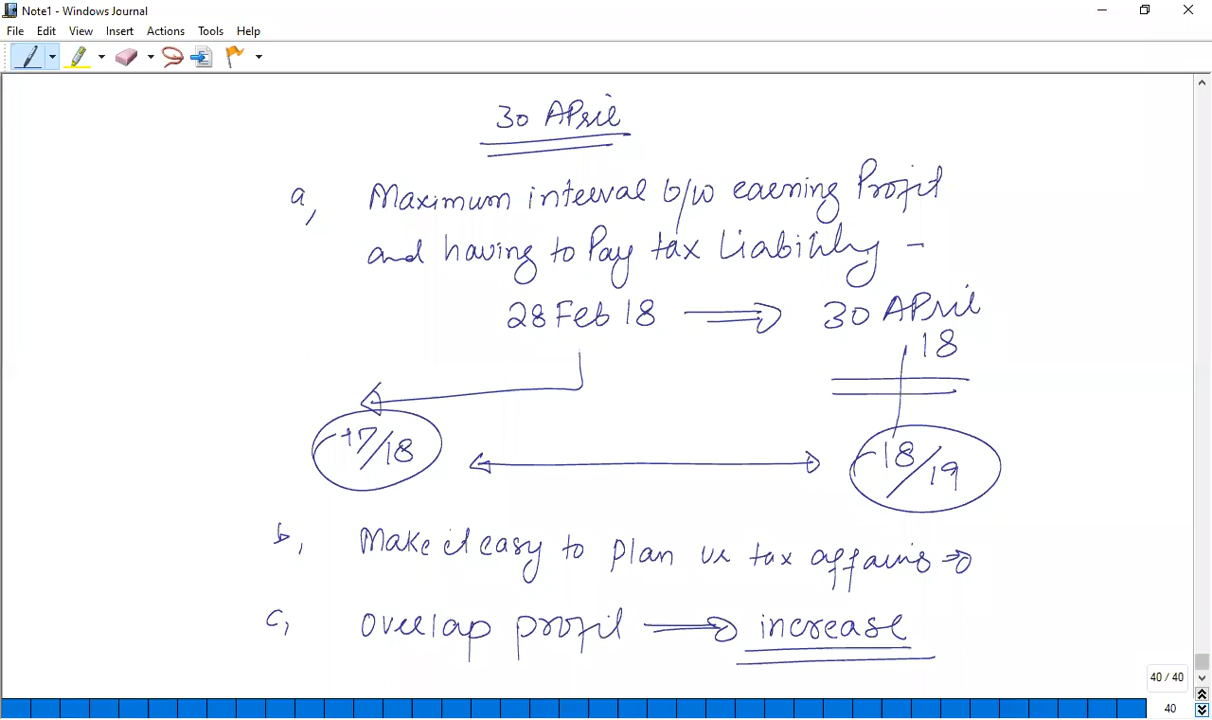 Note1 - Windows Journal
File Edit View Insert Actions Tools Help
30 April
a, Maximum interval b/w earning Profit
and having to Pay tax Liability -
28 Feb 18 ⇒ 30 April
18
17/18 18/19
b, Make it easy to plan ur tax affairs ⇒
c, overlap profit ⇒ increase
40 / 40
40